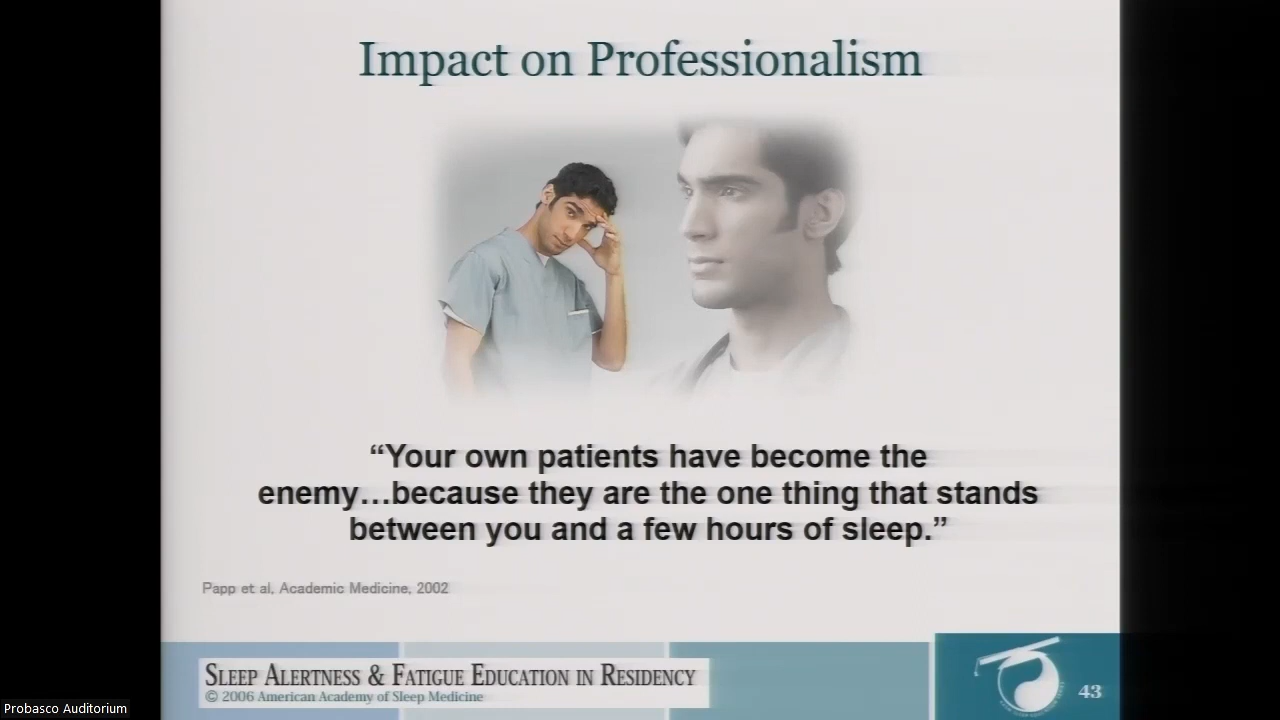 Impact on Professionalism
“Your own patients have become the
enemy…because they are the one thing that stands
between you and a few hours of sleep.”
Papp et al, Academic Medicine, 2002
SLEEP ALERTNESS & FATIGUE EDUCATION IN RESIDENCY
© 2006 American Academy of Sleep Medicine
43
Probasco Auditorium